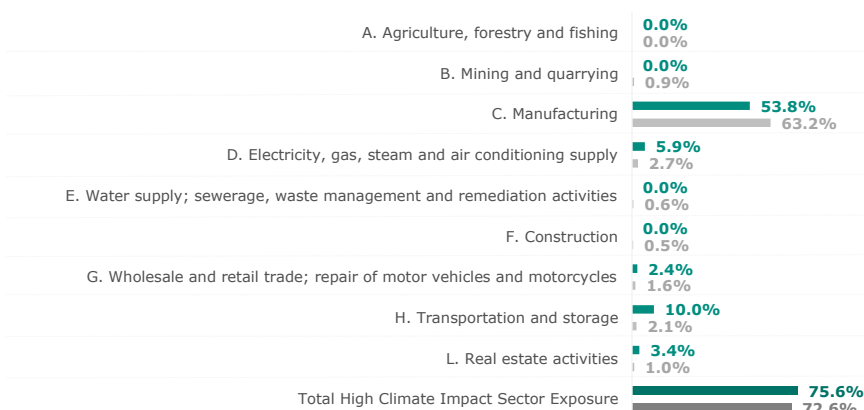 A. Agriculture, forestry and fishing 0.0%
0.0%
B. Mining and quarrying 0.0%
0.9%
C. Manufacturing 53.8%
63.2%
D. Electricity, gas, steam and air conditioning supply 5.9%
2.7%
E. Water supply; sewerage, waste management and remediation activities 0.0%
0.6%
F. Construction 0.0%
0.5%
G. Wholesale and retail trade; repair of motor vehicles and motorcycles 2.4%
1.6%
H. Transportation and storage 10.0%
2.1%
L. Real estate activities 3.4%
1.0%
Total High Climate Impact Sector Exposure 75.6%
72.6%